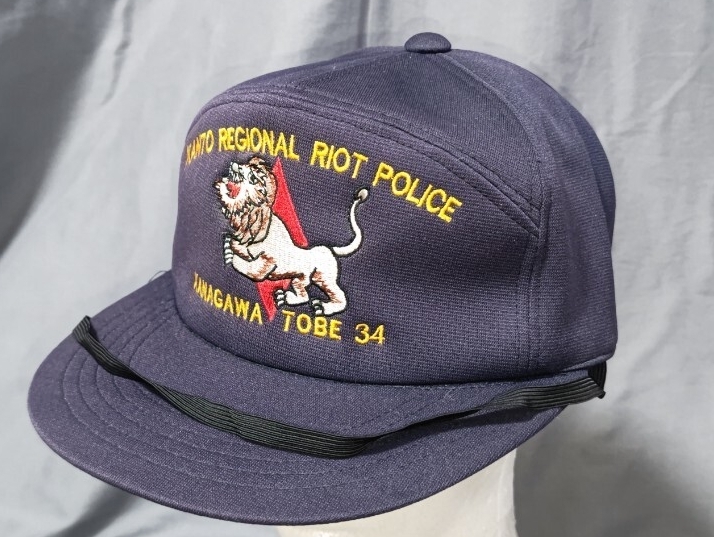 KANTO REGIONAL RIOT POLICE
KANAGAWA TOBE 34